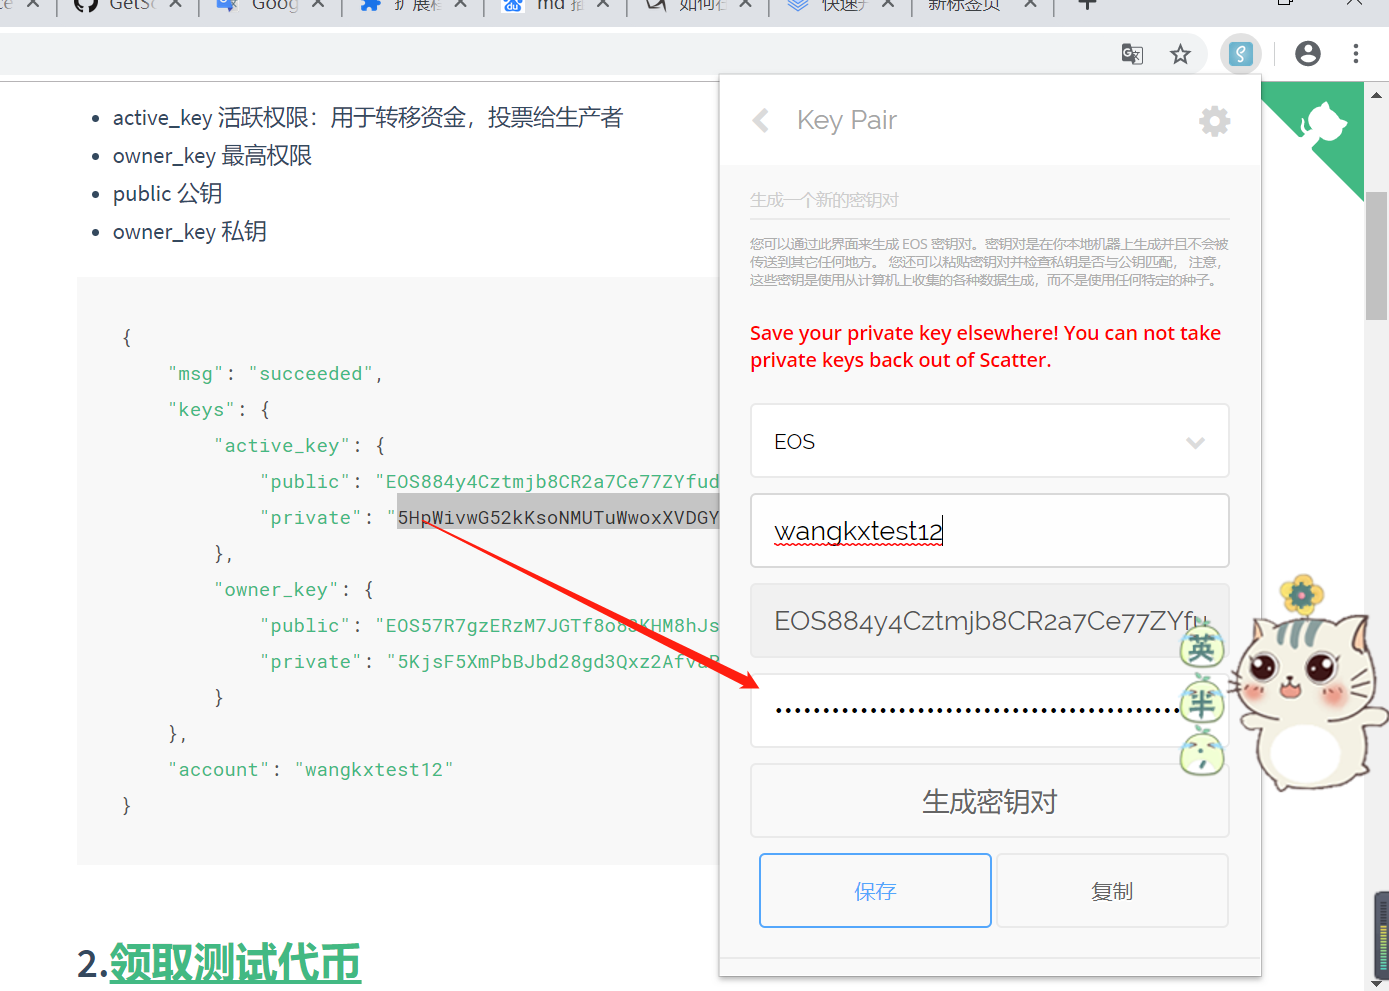 GetSc
Goog
扩展程
md 插
如何在
快速开
新标签页
active_key 活跃权限：用于转移资金，投票给生产者
owner_key 最高权限
public 公钥
owner_key 私钥
{
"msg": "succeeded",
"keys": {
"active_key": {
"public": "EOS884y4Cztmjb8CR2a7Ce77ZYfud
"private": "5HpWivwG52kKsoNMUTuWwoxXVDGY
},
"owner_key": {
"public": "EOS57R7gzERzM7JGTf8o8
KHM8hJs
"private": "5KjsF5XmPbBJbd28gd3Qxz2Afv
},
"account": "wangkxtest12"
}
2.领取测试代币
Key Pair
生成一个新的密钥对
您可以通过此界面来生成 EOS 密钥对。密钥对是在你本地机器上生成并且不会被
传送到其它任何地方。 您还可以粘贴密钥对并检查私钥是否与公钥匹配， 注意，
这些密钥是使用从计算机上收集的各种数据生成，而不是使用任何特定的种子。
Save your private key elsewhere! You can not take
private keys back out of Scatter.
EOS
wangkxtest12
EOS884y4Cztmjb8CR2a7Ce77ZYfu
生成密钥对
保存
复制
英
半